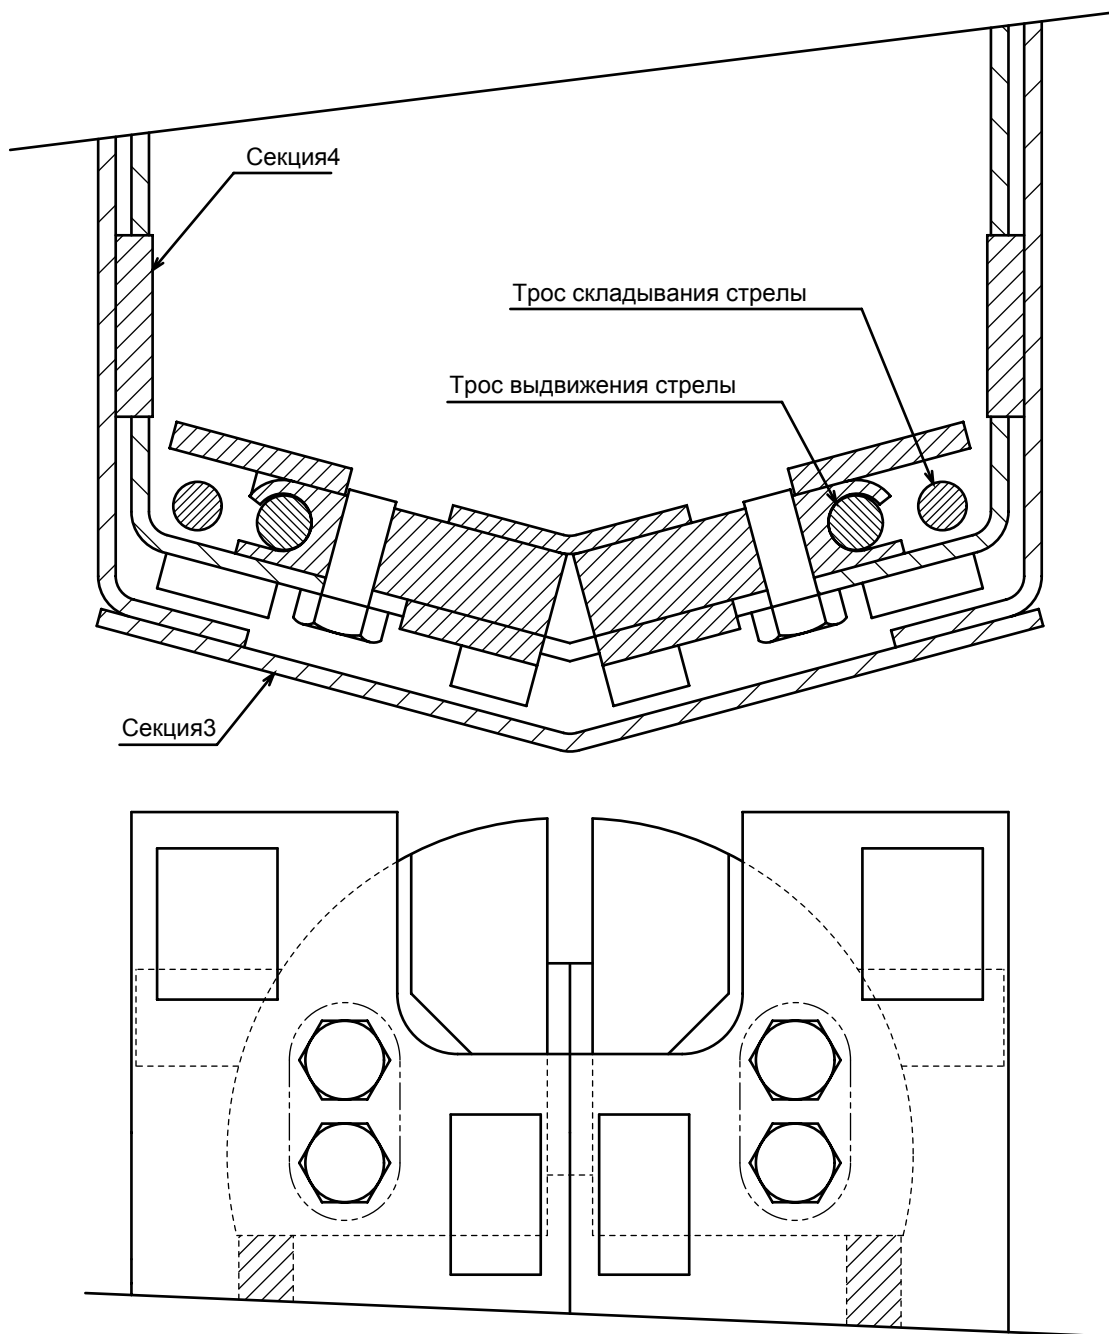 Секция4
Трос складывания стрелы
Трос выдвижения стрелы
Секция3